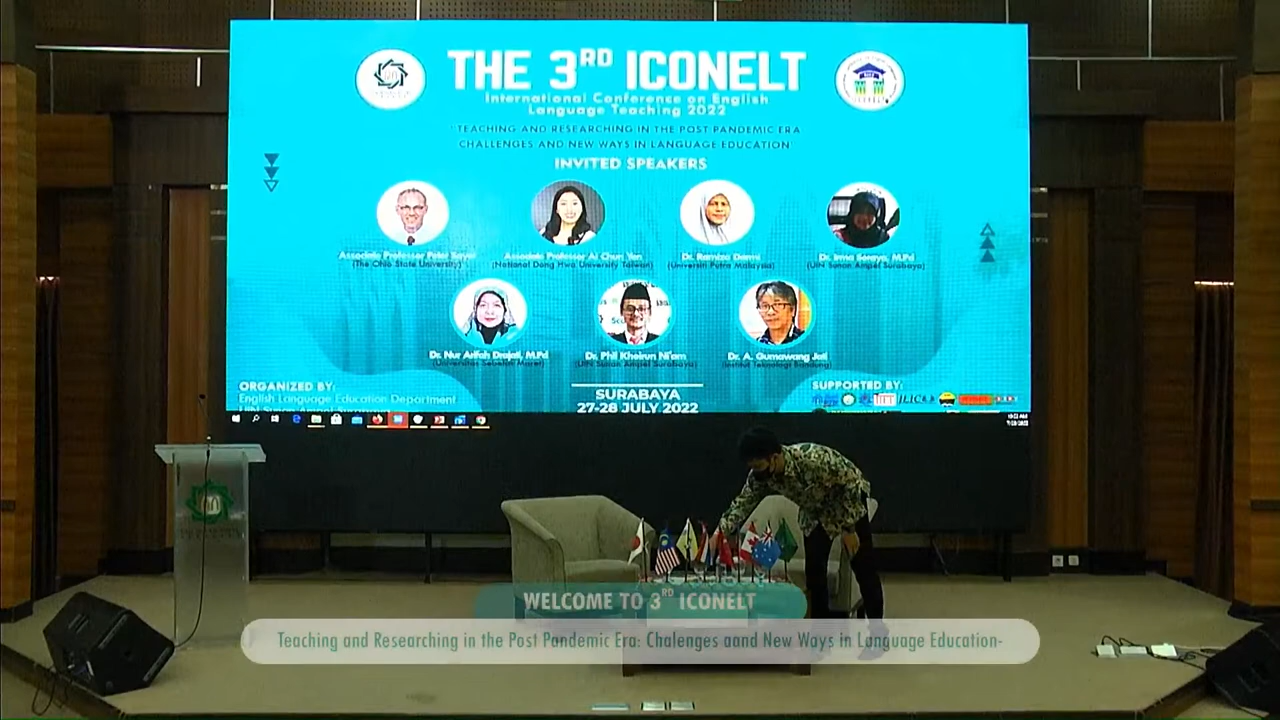 THE 3RD ICONELT
International Conference on English
Language Teaching 2022
"TEACHING AND RESEARCHING IN THE POST PANDEMIC ERA
CHALLENGES AND NEW WAYS IN LANGUAGE EDUCATION
INVITED SPEAKERS
Associate Professor Peter Sayer
(The Ohio State University)
Associate Professor Ai Chun Yen
(National Dong Hwa University Taiwan)
Dr. Ramiza Darmi
(Universiti Putra Malaysia)
Dr. Irma Soraya, M.Pd
(UIN Sunan Ampel Surabaya)
Dr. Nur Arifah Drajati, M.Pd
(Universitas Sebelas Maret)
Dr. Phil Khoirun Ni'am
(UIN Sunan Ampel Surabaya)
Dr. A. Gumawang Jati
(Institut Teknologi Bandung)
ORGANIZED BY:
English Language Education Department
UIN Sunan Ampel Surabaya
SURABAYA
27-28 JULY 2022
SUPPORTED BY:
WELCOME TO 3RD ICONELT
Teaching and Researching in the Post Pandemic Era: Chalenges aand New Ways in Language Education-